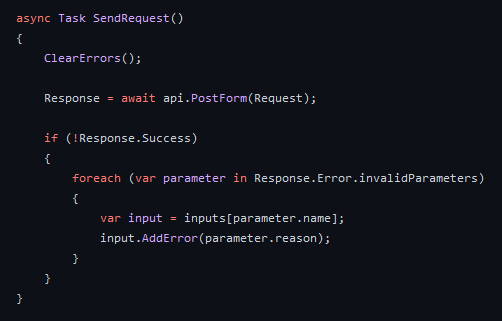 async Task SendRequest()
{
    ClearErrors();

    Response = await api.PostForm(Request);

    if (!Response.Success)
    {
        foreach (var parameter in Response.Error.invalidParameters)
        {
            var input = inputs[parameter.name];
            input.AddError(parameter.reason);
        }
    }
}